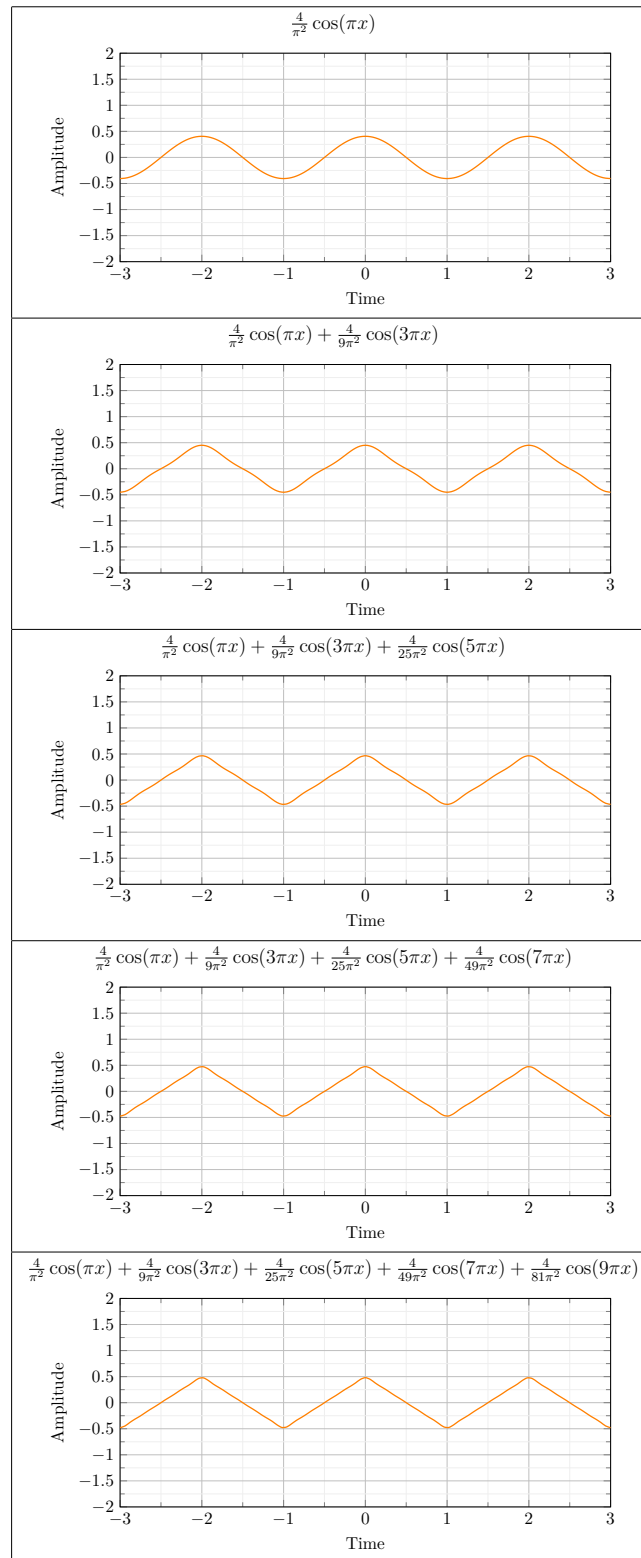 4/π² cos(πx)
2
1.5
1
0.5
0
−0.5
−1
−1.5
−2
Amplitude
−3 −2 −1 0 1 2 3
Time
4/π² cos(πx) + 4/9π² cos(3πx)
2
1.5
1
0.5
0
−0.5
−1
−1.5
−2
Amplitude
−3 −2 −1 0 1 2 3
Time
4/π² cos(πx) + 4/9π² cos(3πx) + 4/25π² cos(5πx)
2
1.5
1
0.5
0
−0.5
−1
−1.5
−2
Amplitude
−3 −2 −1 0 1 2 3
Time
4/π² cos(πx) + 4/9π² cos(3πx) + 4/25π² cos(5πx) + 4/49π² cos(7πx)
2
1.5
1
0.5
0
−0.5
−1
−1.5
−2
Amplitude
−3 −2 −1 0 1 2 3
Time
4/π² cos(πx) + 4/9π² cos(3πx) + 4/25π² cos(5πx) + 4/49π² cos(7πx) + 4/81π² cos(9πx)
2
1.5
1
0.5
0
−0.5
−1
−1.5
−2
Amplitude
−3 −2 −1 0 1 2 3
Time